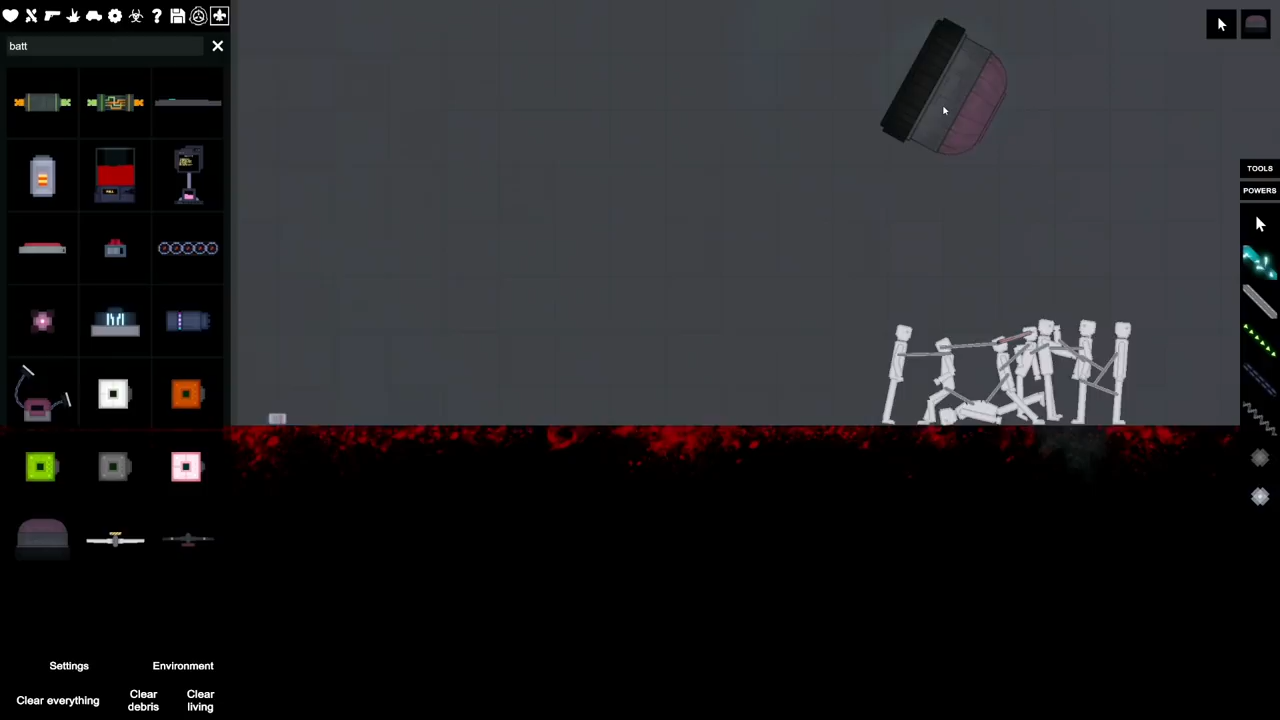 batt
TOOLS
POWERS
Settings
Environment
Clear everything
Clear
debris
Clear
living